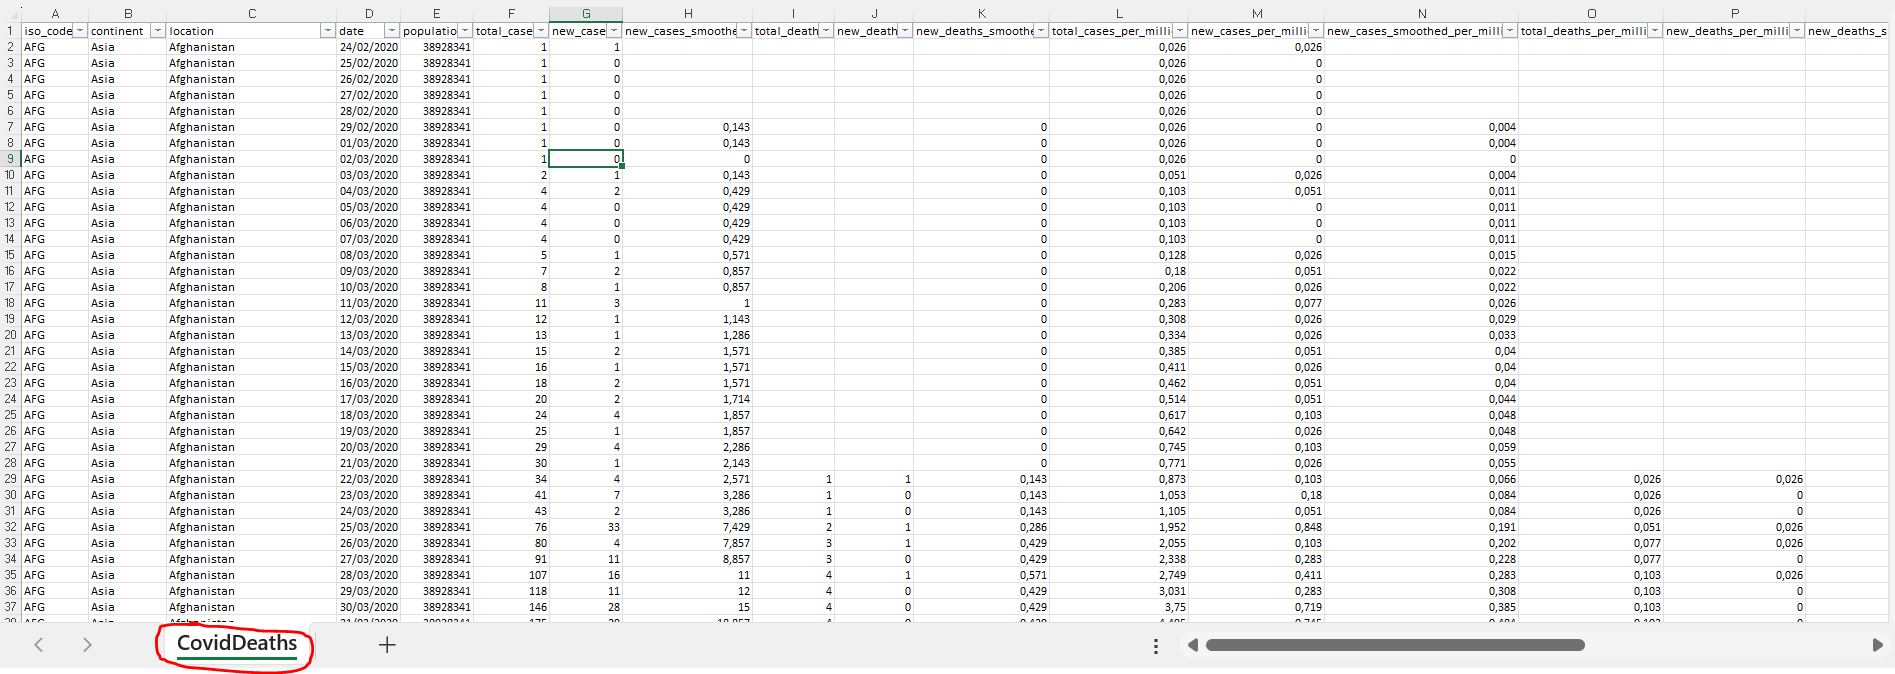 A B C D E F G H I J K L M N O P
1 iso_code continent location date populatio total_case new_case new_cases_smoothe total_death new_death new_deaths_smoothe total_cases_per_milli new_cases_per_milli new_cases_smoothed_per_milli total_deaths_per_milli new_deaths_per_milli new_deaths_s
2 AFG Asia Afghanistan 24/02/2020 38928341 1 1 0,026 0,026
3 AFG Asia Afghanistan 25/02/2020 38928341 1 0 0,026 0
4 AFG Asia Afghanistan 26/02/2020 38928341 1 0 0,026 0
5 AFG Asia Afghanistan 27/02/2020 38928341 1 0 0,026 0
6 AFG Asia Afghanistan 28/02/2020 38928341 1 0 0,026 0
7 AFG Asia Afghanistan 29/02/2020 38928341 1 0 0,143 0 0,026 0 0,004
8 AFG Asia Afghanistan 01/03/2020 38928341 1 0 0,143 0 0,026 0 0,004
9 AFG Asia Afghanistan 02/03/2020 38928341 1 0 0 0 0,026 0 0
10 AFG Asia Afghanistan 03/03/2020 38928341 2 1 0,143 0 0,051 0,026 0,004
11 AFG Asia Afghanistan 04/03/2020 38928341 4 2 0,429 0 0,103 0,051 0,011
12 AFG Asia Afghanistan 05/03/2020 38928341 4 0 0,429 0 0,103 0 0,011
13 AFG Asia Afghanistan 06/03/2020 38928341 4 0 0,429 0 0,103 0 0,011
14 AFG Asia Afghanistan 07/03/2020 38928341 4 0 0,429 0 0,103 0 0,011
15 AFG Asia Afghanistan 08/03/2020 38928341 5 1 0,571 0 0,128 0,026 0,015
16 AFG Asia Afghanistan 09/03/2020 38928341 7 2 0,857 0 0,18 0,051 0,022
17 AFG Asia Afghanistan 10/03/2020 38928341 8 1 0,857 0 0,206 0,026 0,022
18 AFG Asia Afghanistan 11/03/2020 38928341 11 3 1 0 0,283 0,077 0,026
19 AFG Asia Afghanistan 12/03/2020 38928341 12 1 1,143 0 0,308 0,026 0,029
20 AFG Asia Afghanistan 13/03/2020 38928341 13 1 1,286 0 0,334 0,026 0,033
21 AFG Asia Afghanistan 14/03/2020 38928341 15 2 1,571 0 0,385 0,051 0,04
22 AFG Asia Afghanistan 15/03/2020 38928341 16 1 1,571 0 0,411 0,026 0,04
23 AFG Asia Afghanistan 16/03/2020 38928341 18 2 1,571 0 0,462 0,051 0,04
24 AFG Asia Afghanistan 17/03/2020 38928341 20 2 1,714 0 0,514 0,051 0,044
25 AFG Asia Afghanistan 18/03/2020 38928341 24 4 1,857 0 0,617 0,103 0,048
26 AFG Asia Afghanistan 19/03/2020 38928341 25 1 1,857 0 0,642 0,026 0,048
27 AFG Asia Afghanistan 20/03/2020 38928341 29 4 2,286 0 0,745 0,103 0,059
28 AFG Asia Afghanistan 21/03/2020 38928341 30 1 2,143 0 0,771 0,026 0,055
29 AFG Asia Afghanistan 22/03/2020 38928341 34 4 2,571 1 1 0,143 0,873 0,103 0,066 0,026 0,026
30 AFG Asia Afghanistan 23/03/2020 38928341 41 7 3,286 1 0 0,143 1,053 0,18 0,084 0,026 0
31 AFG Asia Afghanistan 24/03/2020 38928341 43 2 3,286 1 0 0,143 1,105 0,051 0,084 0,026 0
32 AFG Asia Afghanistan 25/03/2020 38928341 76 33 7,429 2 1 0,286 1,952 0,848 0,191 0,051 0,026
33 AFG Asia Afghanistan 26/03/2020 38928341 80 4 7,857 3 1 0,429 2,055 0,103 0,202 0,077 0,026
34 AFG Asia Afghanistan 27/03/2020 38928341 91 11 8,857 3 0 0,429 2,338 0,283 0,228 0,077 0
35 AFG Asia Afghanistan 28/03/2020 38928341 107 16 11 4 1 0,571 2,749 0,411 0,283 0,103 0,026
36 AFG Asia Afghanistan 29/03/2020 38928341 118 11 12 4 0 0,429 3,031 0,283 0,308 0,103 0
37 AFG Asia Afghanistan 30/03/2020 38928341 146 28 15 4 0 0,429 3,75 0,719 0,385 0,103 0
CovidDeaths